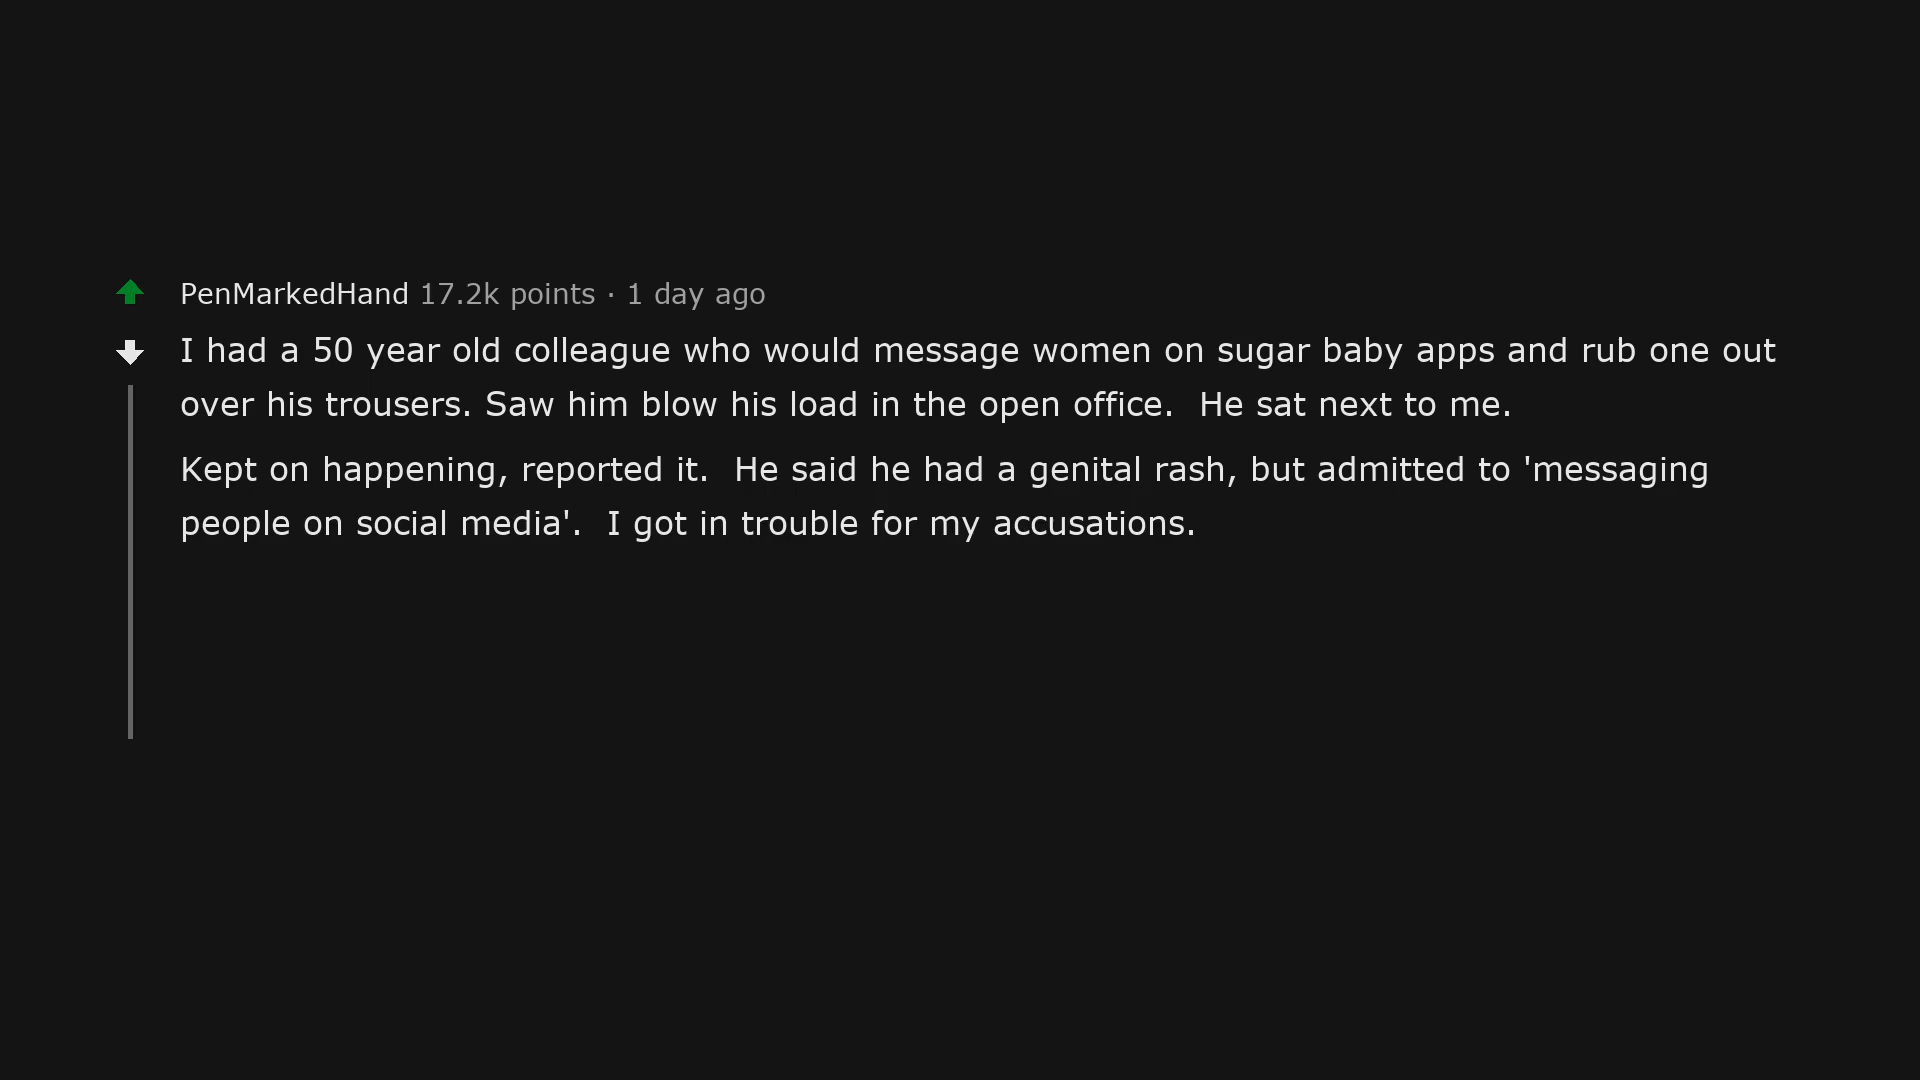 PenMarkedHand 17.2k points · 1 day ago
I had a 50 year old colleague who would message women on sugar baby apps and rub one out
over his trousers. Saw him blow his load in the open office.  He sat next to me.
Kept on happening, reported it.  He said he had a genital rash, but admitted to 'messaging
people on social media'.  I got in trouble for my accusations.